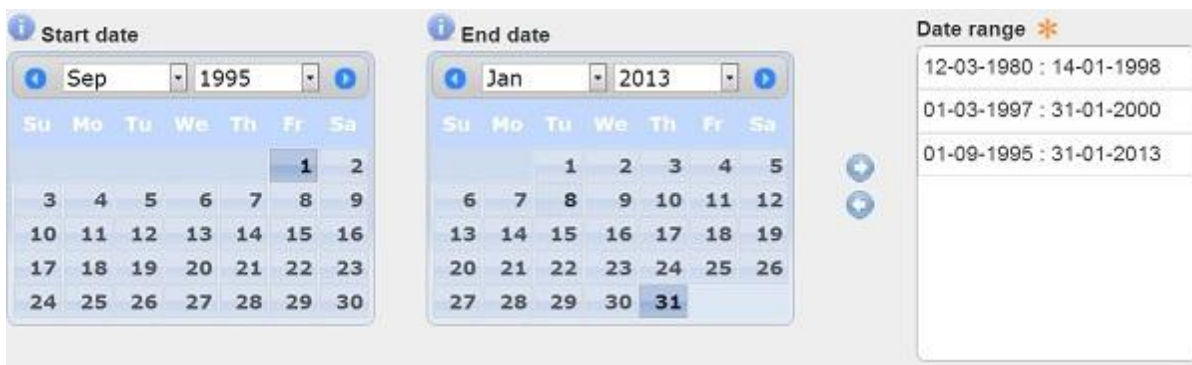 Start date
Sep 1995
Su Mo Tu We Th Fr Sa
1 2
3 4 5 6 7 8 9
10 11 12 13 14 15 16
17 18 19 20 21 22 23
24 25 26 27 28 29 30
End date
Jan 2013
Su Mo Tu We Th Fr Sa
1 2 3 4 5
6 7 8 9 10 11 12
13 14 15 16 17 18 19
20 21 22 23 24 25 26
27 28 29 30 31
Date range *
12-03-1980 : 14-01-1998
01-03-1997 : 31-01-2000
01-09-1995 : 31-01-2013